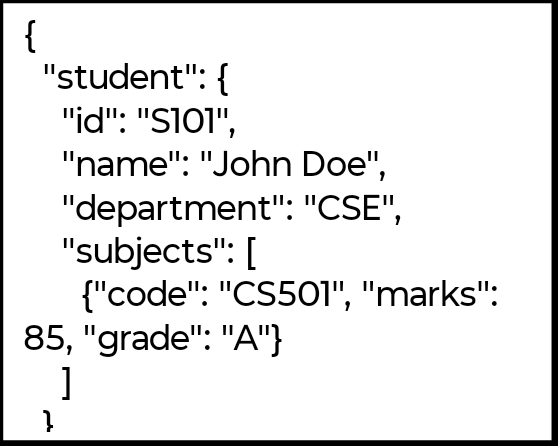 {
"student": {
"id": "S101",
"name": "John Doe",
"department": "CSE",
"subjects": [
{"code": "CS501", "marks":
85, "grade": "A"}
]
}